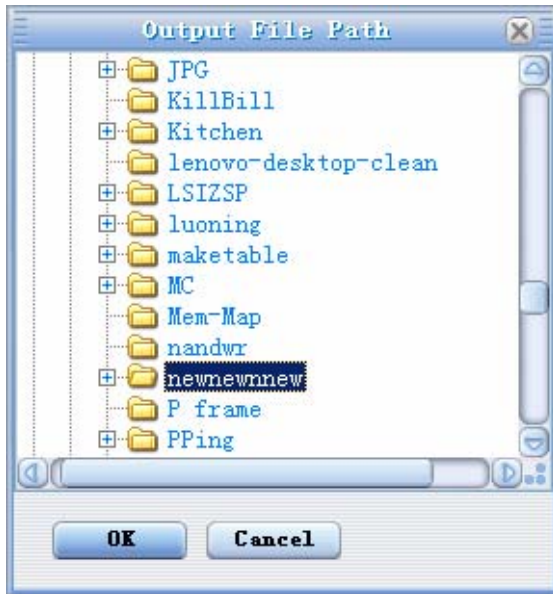 Output File Path
JPG
KillBill
Kitchen
lenovo-desktop-clean
LSIZSP
luoning
maketable
MC
Mem-Map
nandwr
newnewnnew
P frame
PPing
OK Cancel